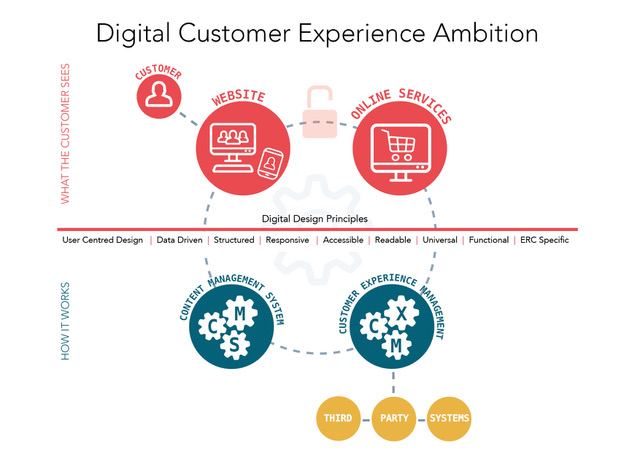 Digital Customer Experience Ambition
WHAT THE CUSTOMER SEES
CUSTOMER
WEBSITE
ONLINE SERVICES
Digital Design Principles
User Centred Design | Data Driven | Structured | Responsive | Accessible | Readable | Universal | Functional | ERC Specific
HOW IT WORKS
CONTENT MANAGEMENT SYSTEM
C M S
CUSTOMER EXPERIENCE MANAGEMENT
C X M
THIRD PARTY SYSTEMS